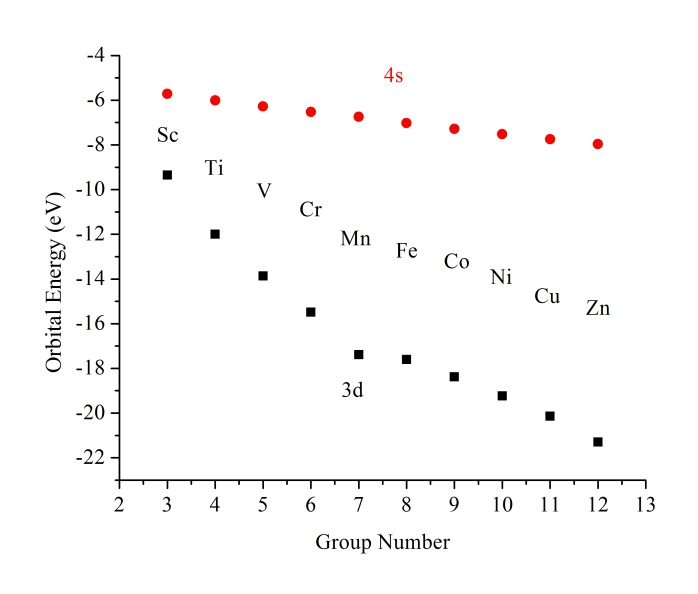 -4
4s
-6
Sc
-8
Ti
-10
V
Cr
-12
Mn
Fe
Co
-14
Ni
Cu
Zn
-16
-18
3d
-20
-22
Orbital Energy (eV)
2 3 4 5 6 7 8 9 10 11 12 13
Group Number